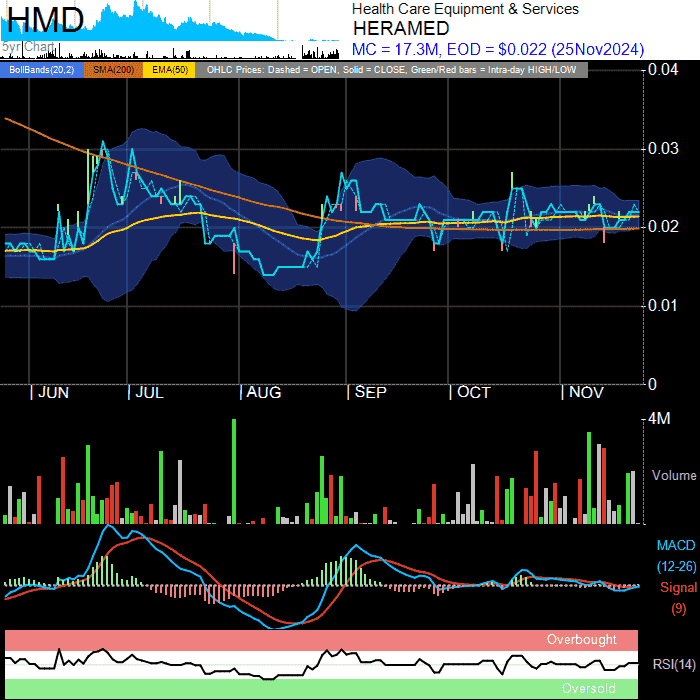 HMD
Health Care Equipment & Services
HERAMED
5yr Chart
MC = 17.3M, EOD = $0.022 (25Nov2024)
BollBands(20,2) SMA(200) EMA(50) OHLC Prices: Dashed = OPEN, Solid = CLOSE, Green/Red bars = Intra-day HIGH/LOW
0.04
0.03
0.02
0.01
0
| JUN | JUL | AUG | SEP | OCT | NOV
4M
Volume
MACD
(12-26)
Signal
(9)
Overbought
RSI(14)
Oversold